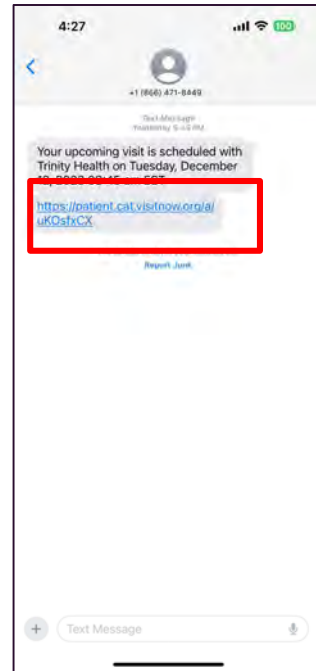 4:27
100
+1 (866) 471-8449
Text Message
Yesterday
Your upcoming visit is scheduled with
Trinity Health on Tuesday, December
https://patient.cat.visitnow.org/a/
uKOsfxCX
Report Junk
Text Message